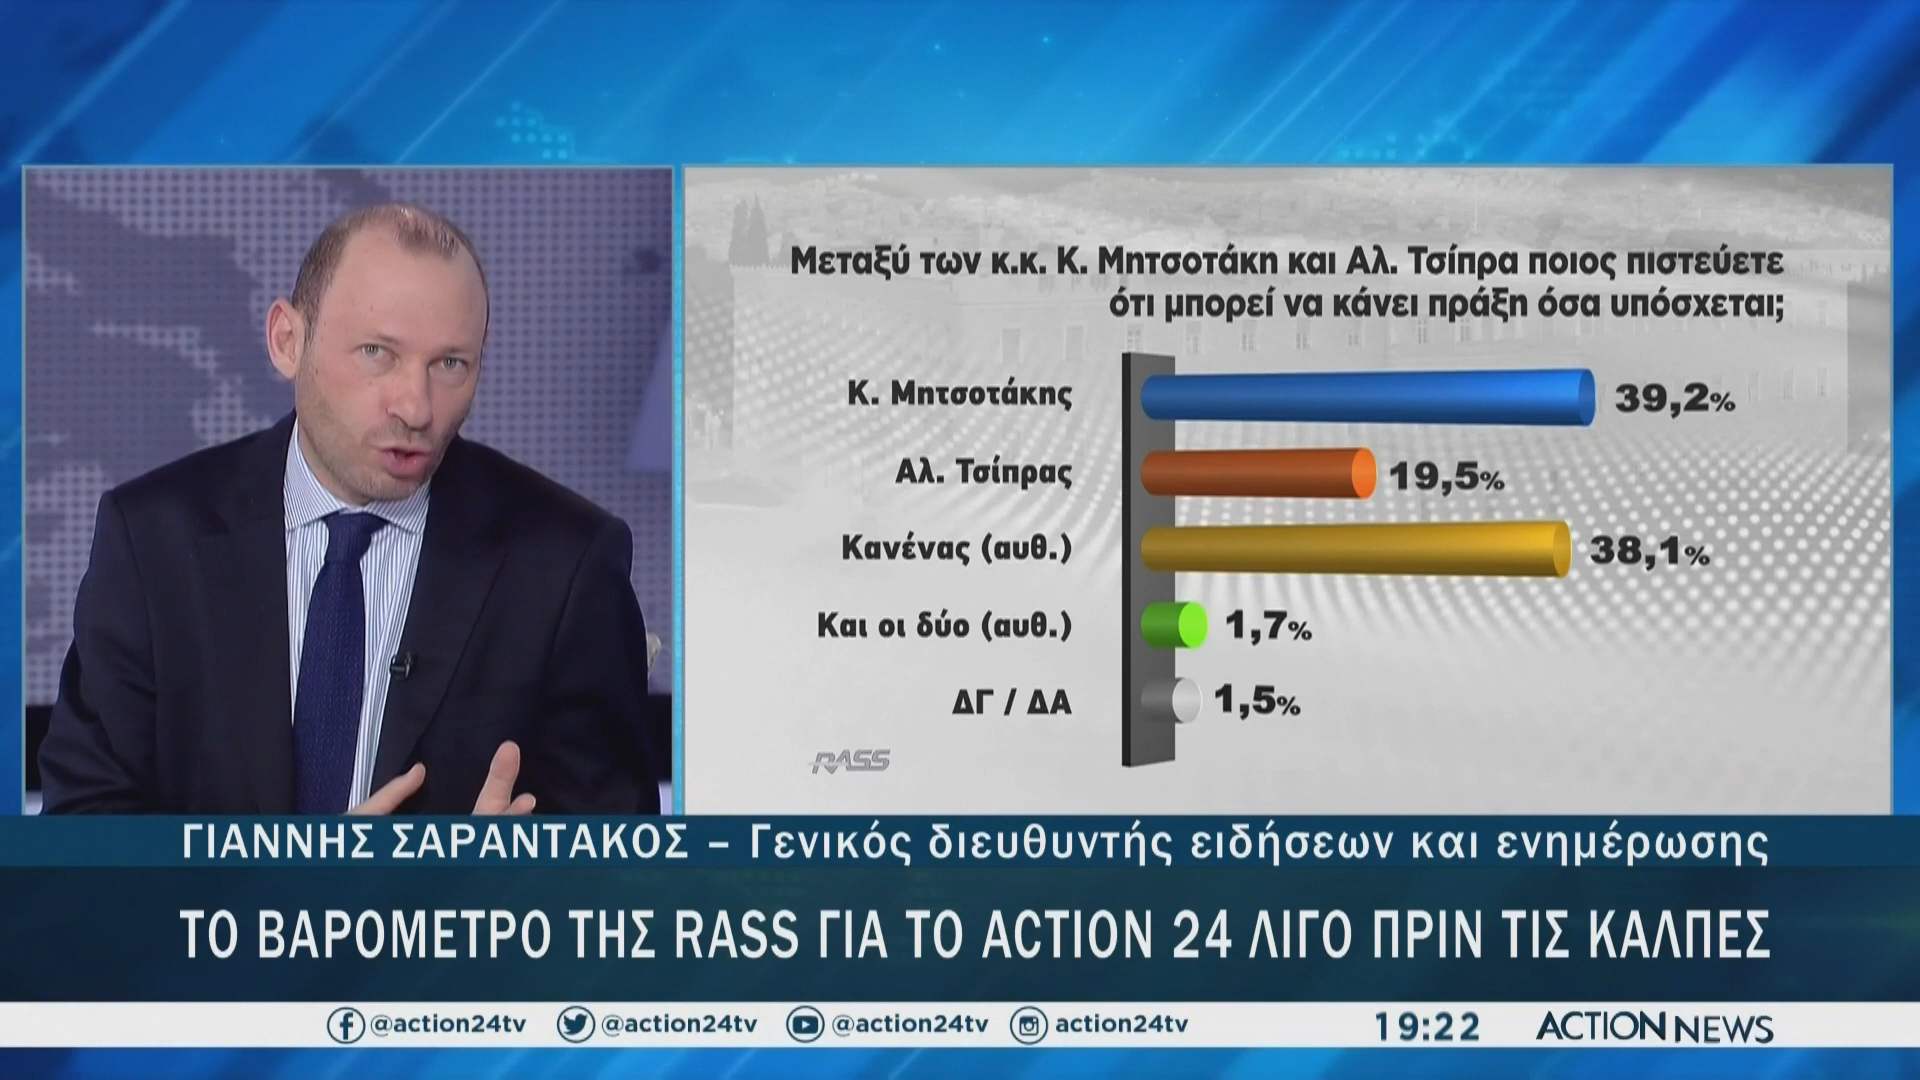 Μεταξύ των κ.κ. Κ. Μητσοτάκη και Αλ. Τσίπρα ποιος πιστεύετε
ότι μπορεί να κάνει πράξη όσα υπόσχεται;
Κ. Μητσοτάκης 39,2%
Αλ. Τσίπρας 19,5%
Κανένας (αυθ.) 38,1%
Και οι δύο (αυθ.) 1,7%
ΔΓ / ΔΑ 1,5%
RASS
ΓΙΑΝΝΗΣ ΣΑΡΑΝΤΑΚΟΣ – Γενικός διευθυντής ειδήσεων και ενημέρωσης
ΤΟ ΒΑΡΟΜΕΤΡΟ ΤΗΣ RASS ΓΙΑ ΤΟ ACTION 24 ΛΙΓΟ ΠΡΙΝ ΤΙΣ ΚΑΛΠΕΣ
@action24tv @action24tv @action24tv action24tv 19:22 ACTION NEWS